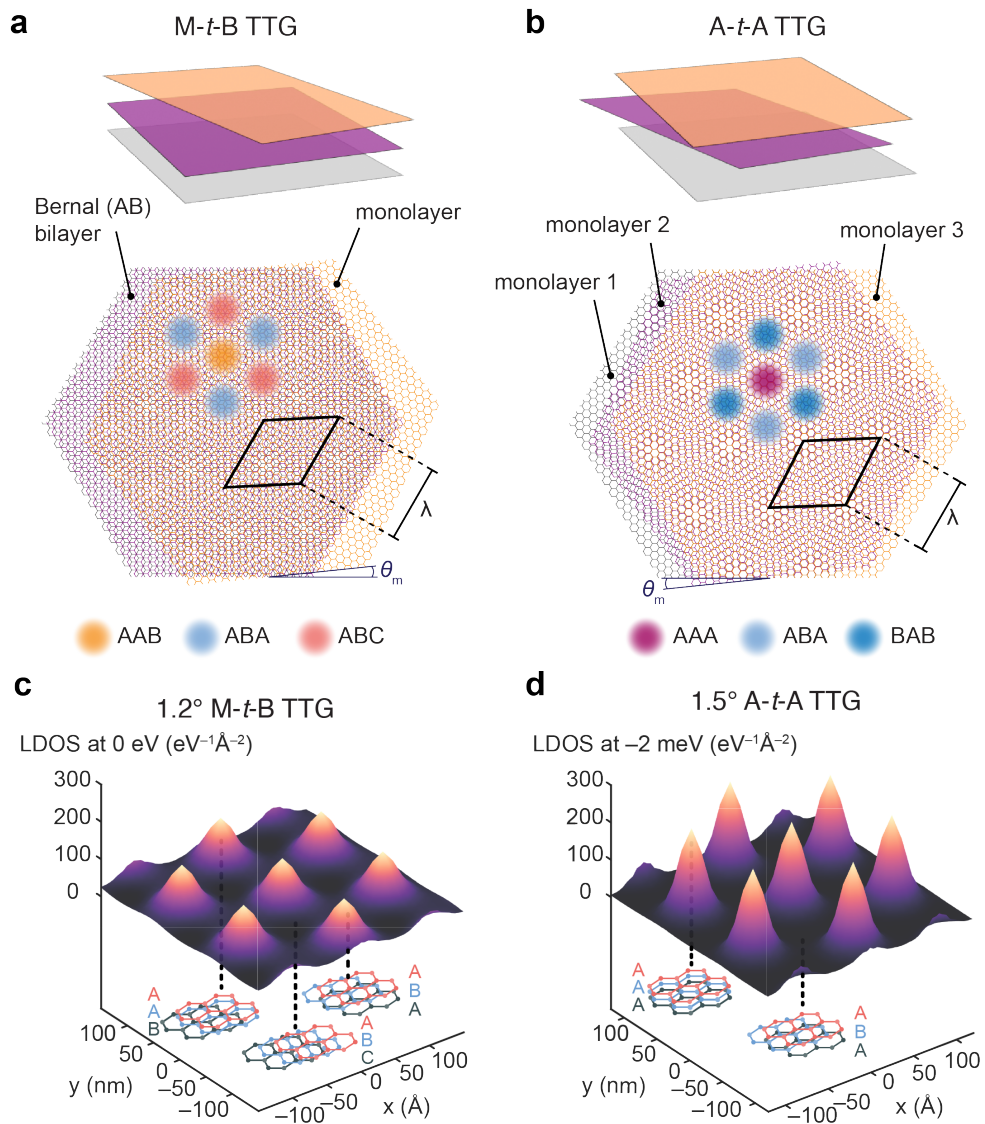 a
M-t-B TTG
Bernal (AB)
bilayer
monolayer
λ
θm
AAB
ABA
ABC
b
A-t-A TTG
monolayer 2
monolayer 3
monolayer 1
λ
θm
AAA
ABA
BAB
c
1.2° M-t-B TTG
LDOS at 0 eV (eV⁻¹Å⁻²)
300
200
100
0
A
A
B
A
B
A
A
B
C
100
50
0
−50
−100
y (nm)
−100
−50
0
50
100
x (Å)
d
1.5° A-t-A TTG
LDOS at −2 meV (eV⁻¹Å⁻²)
300
200
100
0
A
A
A
A
B
A
100
50
0
−50
−100
y (nm)
−100
−50
0
50
100
x (Å)